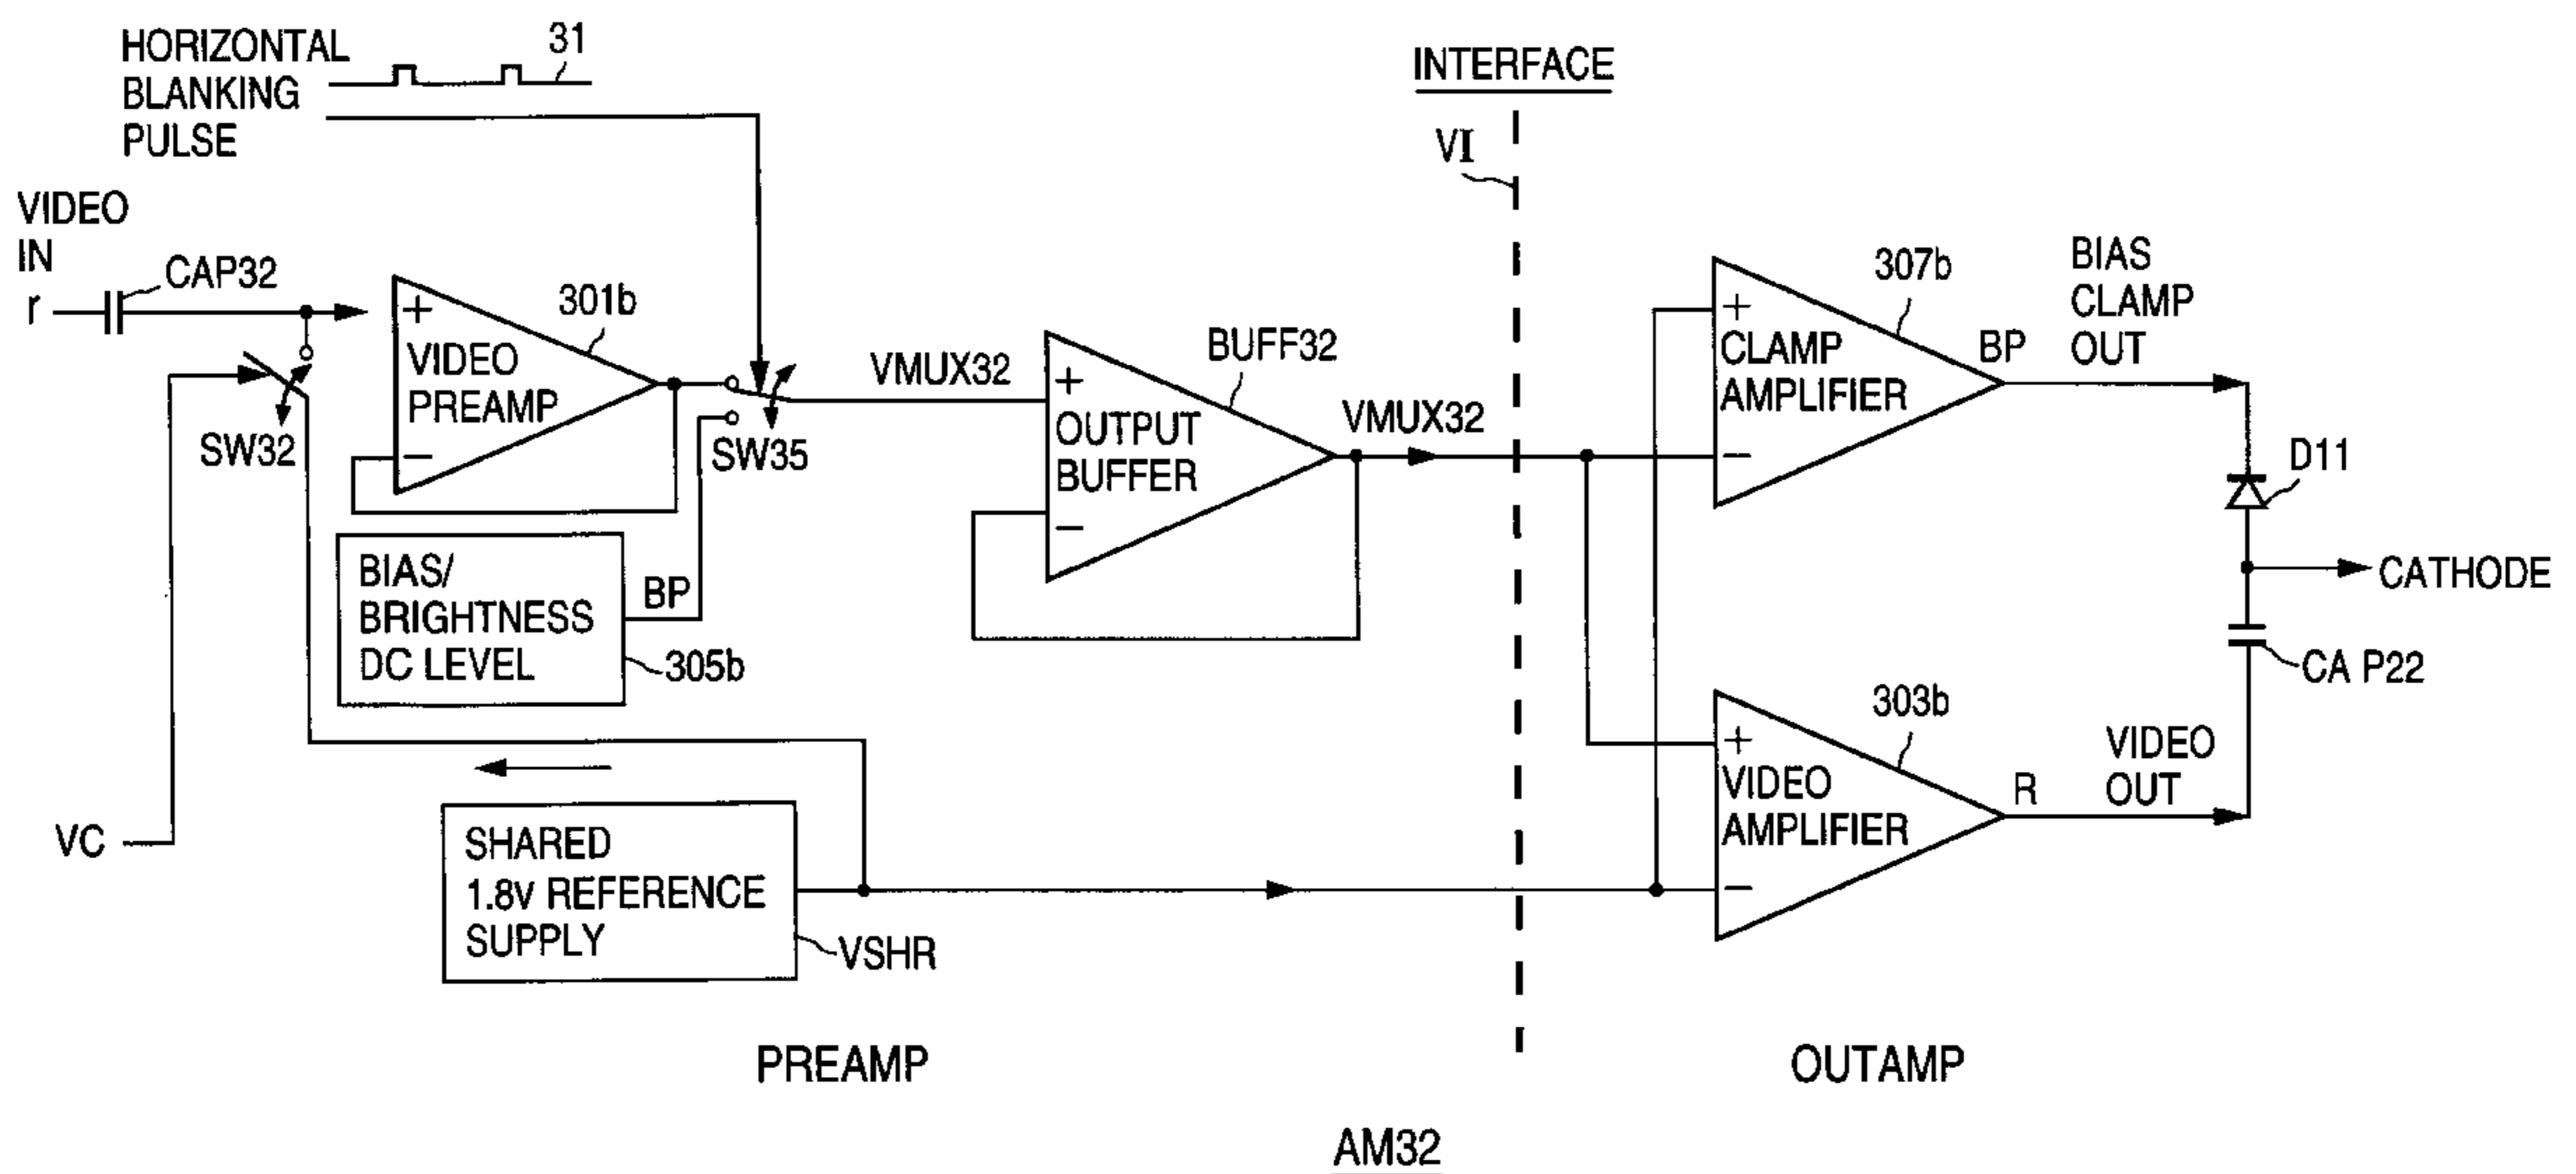 HORIZONTAL
BLANKING
PULSE
31
INTERFACE
VI
VIDEO
IN
r
CAP32
SW32
VC
+
VIDEO
PREAMP
−
301b
SW35
VMUX32
BIAS/
BRIGHTNESS
DC LEVEL
BP
305b
+
OUTPUT
BUFFER
−
BUFF32
VMUX32
SHARED
1.8v REFERENCE
SUPPLY
VSHR
+
CLAMP
AMPLIFIER
−
307b
BP
BIAS
CLAMP
OUT
D11
CATHODE
CA P22
+
VIDEO
AMPLIFIER
−
303b
R
VIDEO
OUT
PREAMP
OUTAMP
AM32